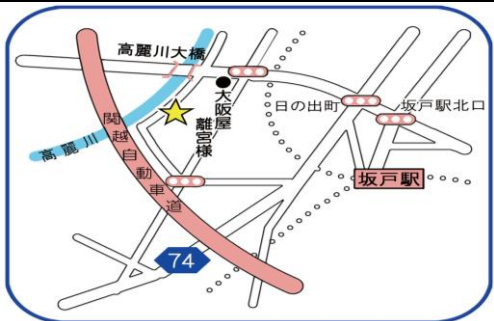 高麗川大橋
大阪屋
離宮様
日の出町
坂戸駅北口
高麗川
関越自動車道
坂戸駅
74